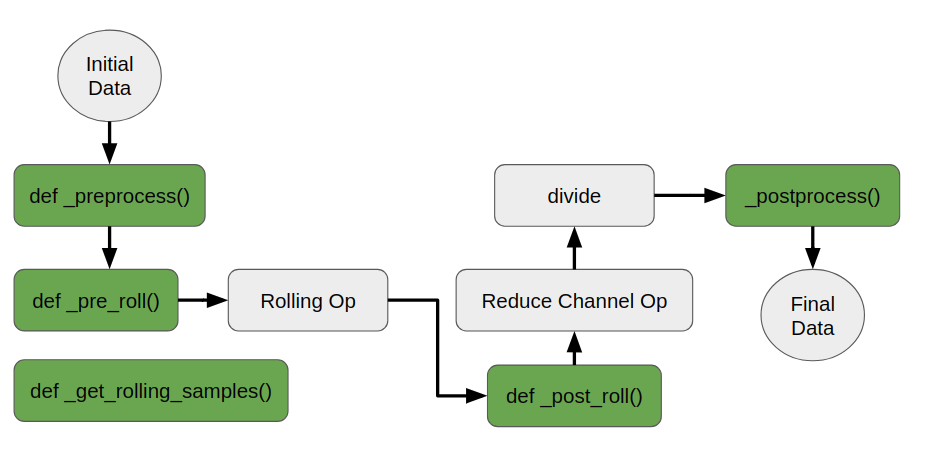 Initial
Data
def _preprocess()
def _pre_roll()
Rolling Op
def _get_rolling_samples()
def _post_roll()
Reduce Channel Op
divide
_postprocess()
Final
Data